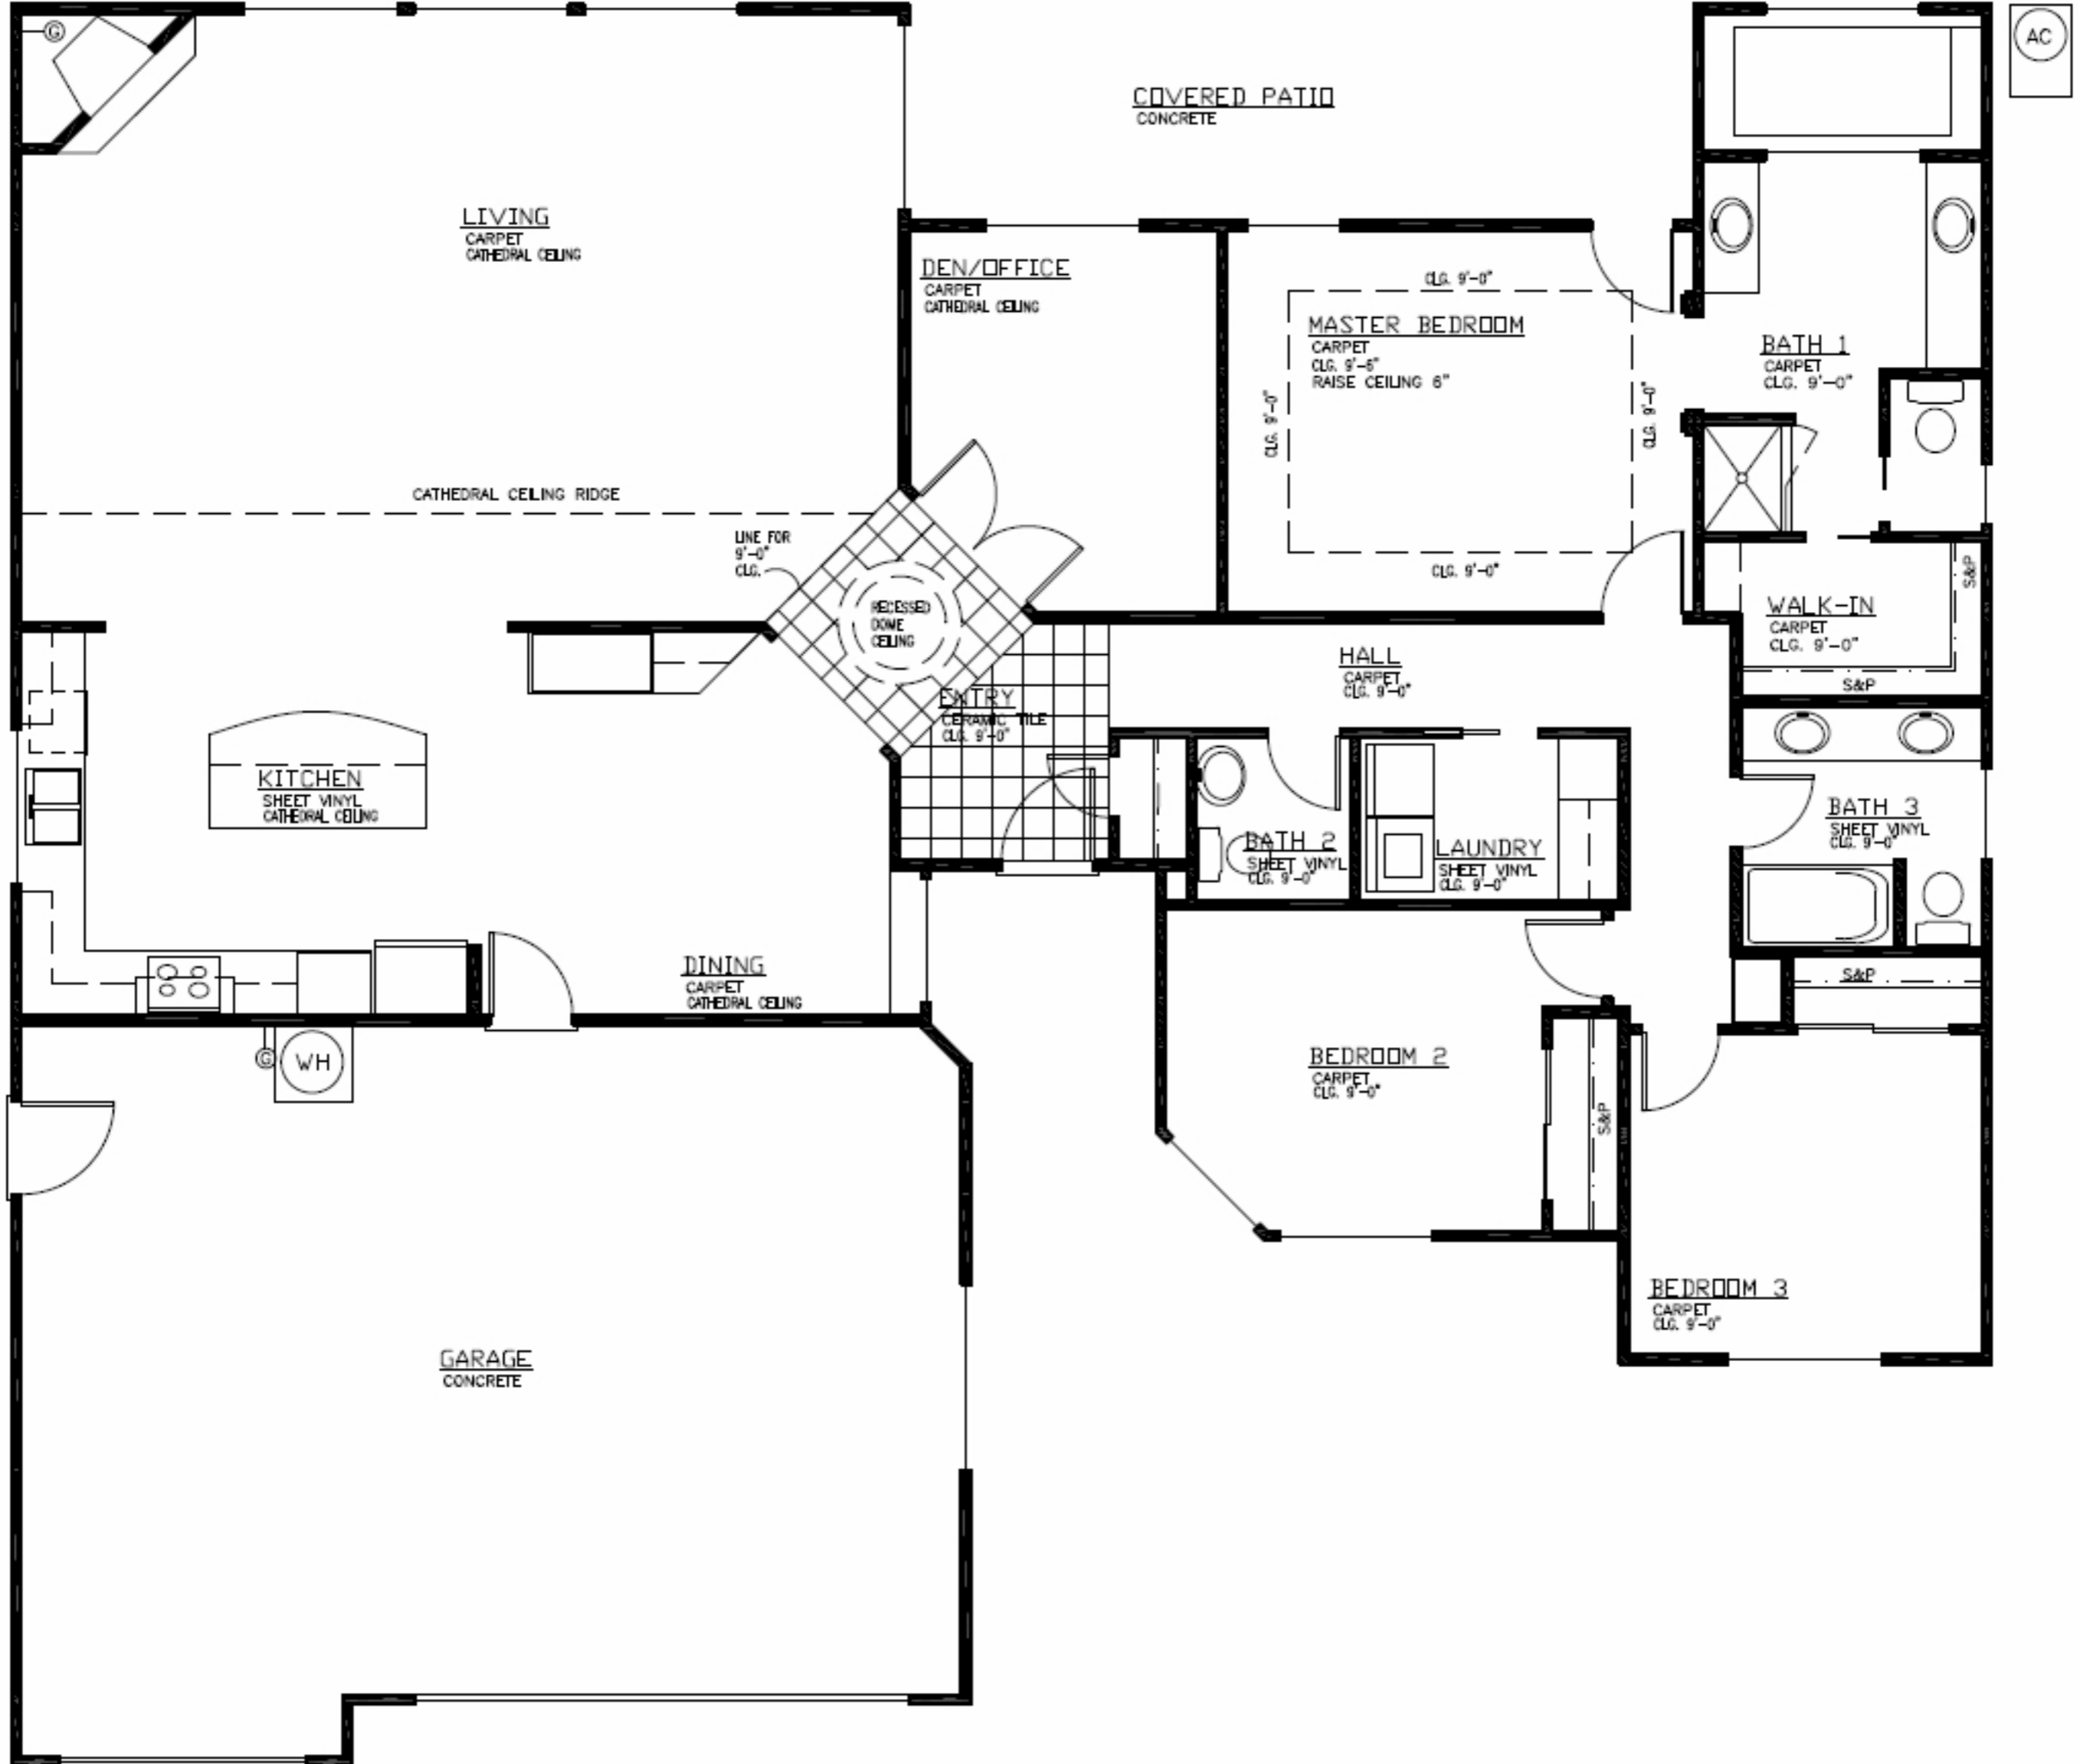 G
AC
COVERED PATIO
CONCRETE
LIVING
CARPET
CATHEDRAL CEILING
DEN/OFFICE
CARPET
CATHEDRAL CEILING
CLG. 9'-0"
MASTER BEDROOM
CARPET
CLG. 9'-6"
RAISE CEILING 6"
CLG. 9'-0"
CLG. 9'-0"
CLG. 9'-0"
BATH 1
CARPET
CLG. 9'-0"
CATHEDRAL CEILING RIDGE
LINE FOR
9'-0"
CLG.
RECESSED
DOME
CEILING
WALK-IN
CARPET
CLG. 9'-0"
S&P
S&P
HALL
CARPET
CLG. 9'-0"
ENTRY
CERAMIC TILE
CLG. 9'-0"
KITCHEN
SHEET VINYL
CATHEDRAL CEILING
BATH 2
SHEET VINYL
CLG. 9'-0"
LAUNDRY
SHEET VINYL
CLG. 9'-0"
BATH 3
SHEET VINYL
CLG. 9'-0"
DINING
CARPET
CATHEDRAL CEILING
S&P
G
WH
BEDROOM 2
CARPET
CLG. 9'-0"
S&P
BEDROOM 3
CARPET
CLG. 9'-0"
GARAGE
CONCRETE